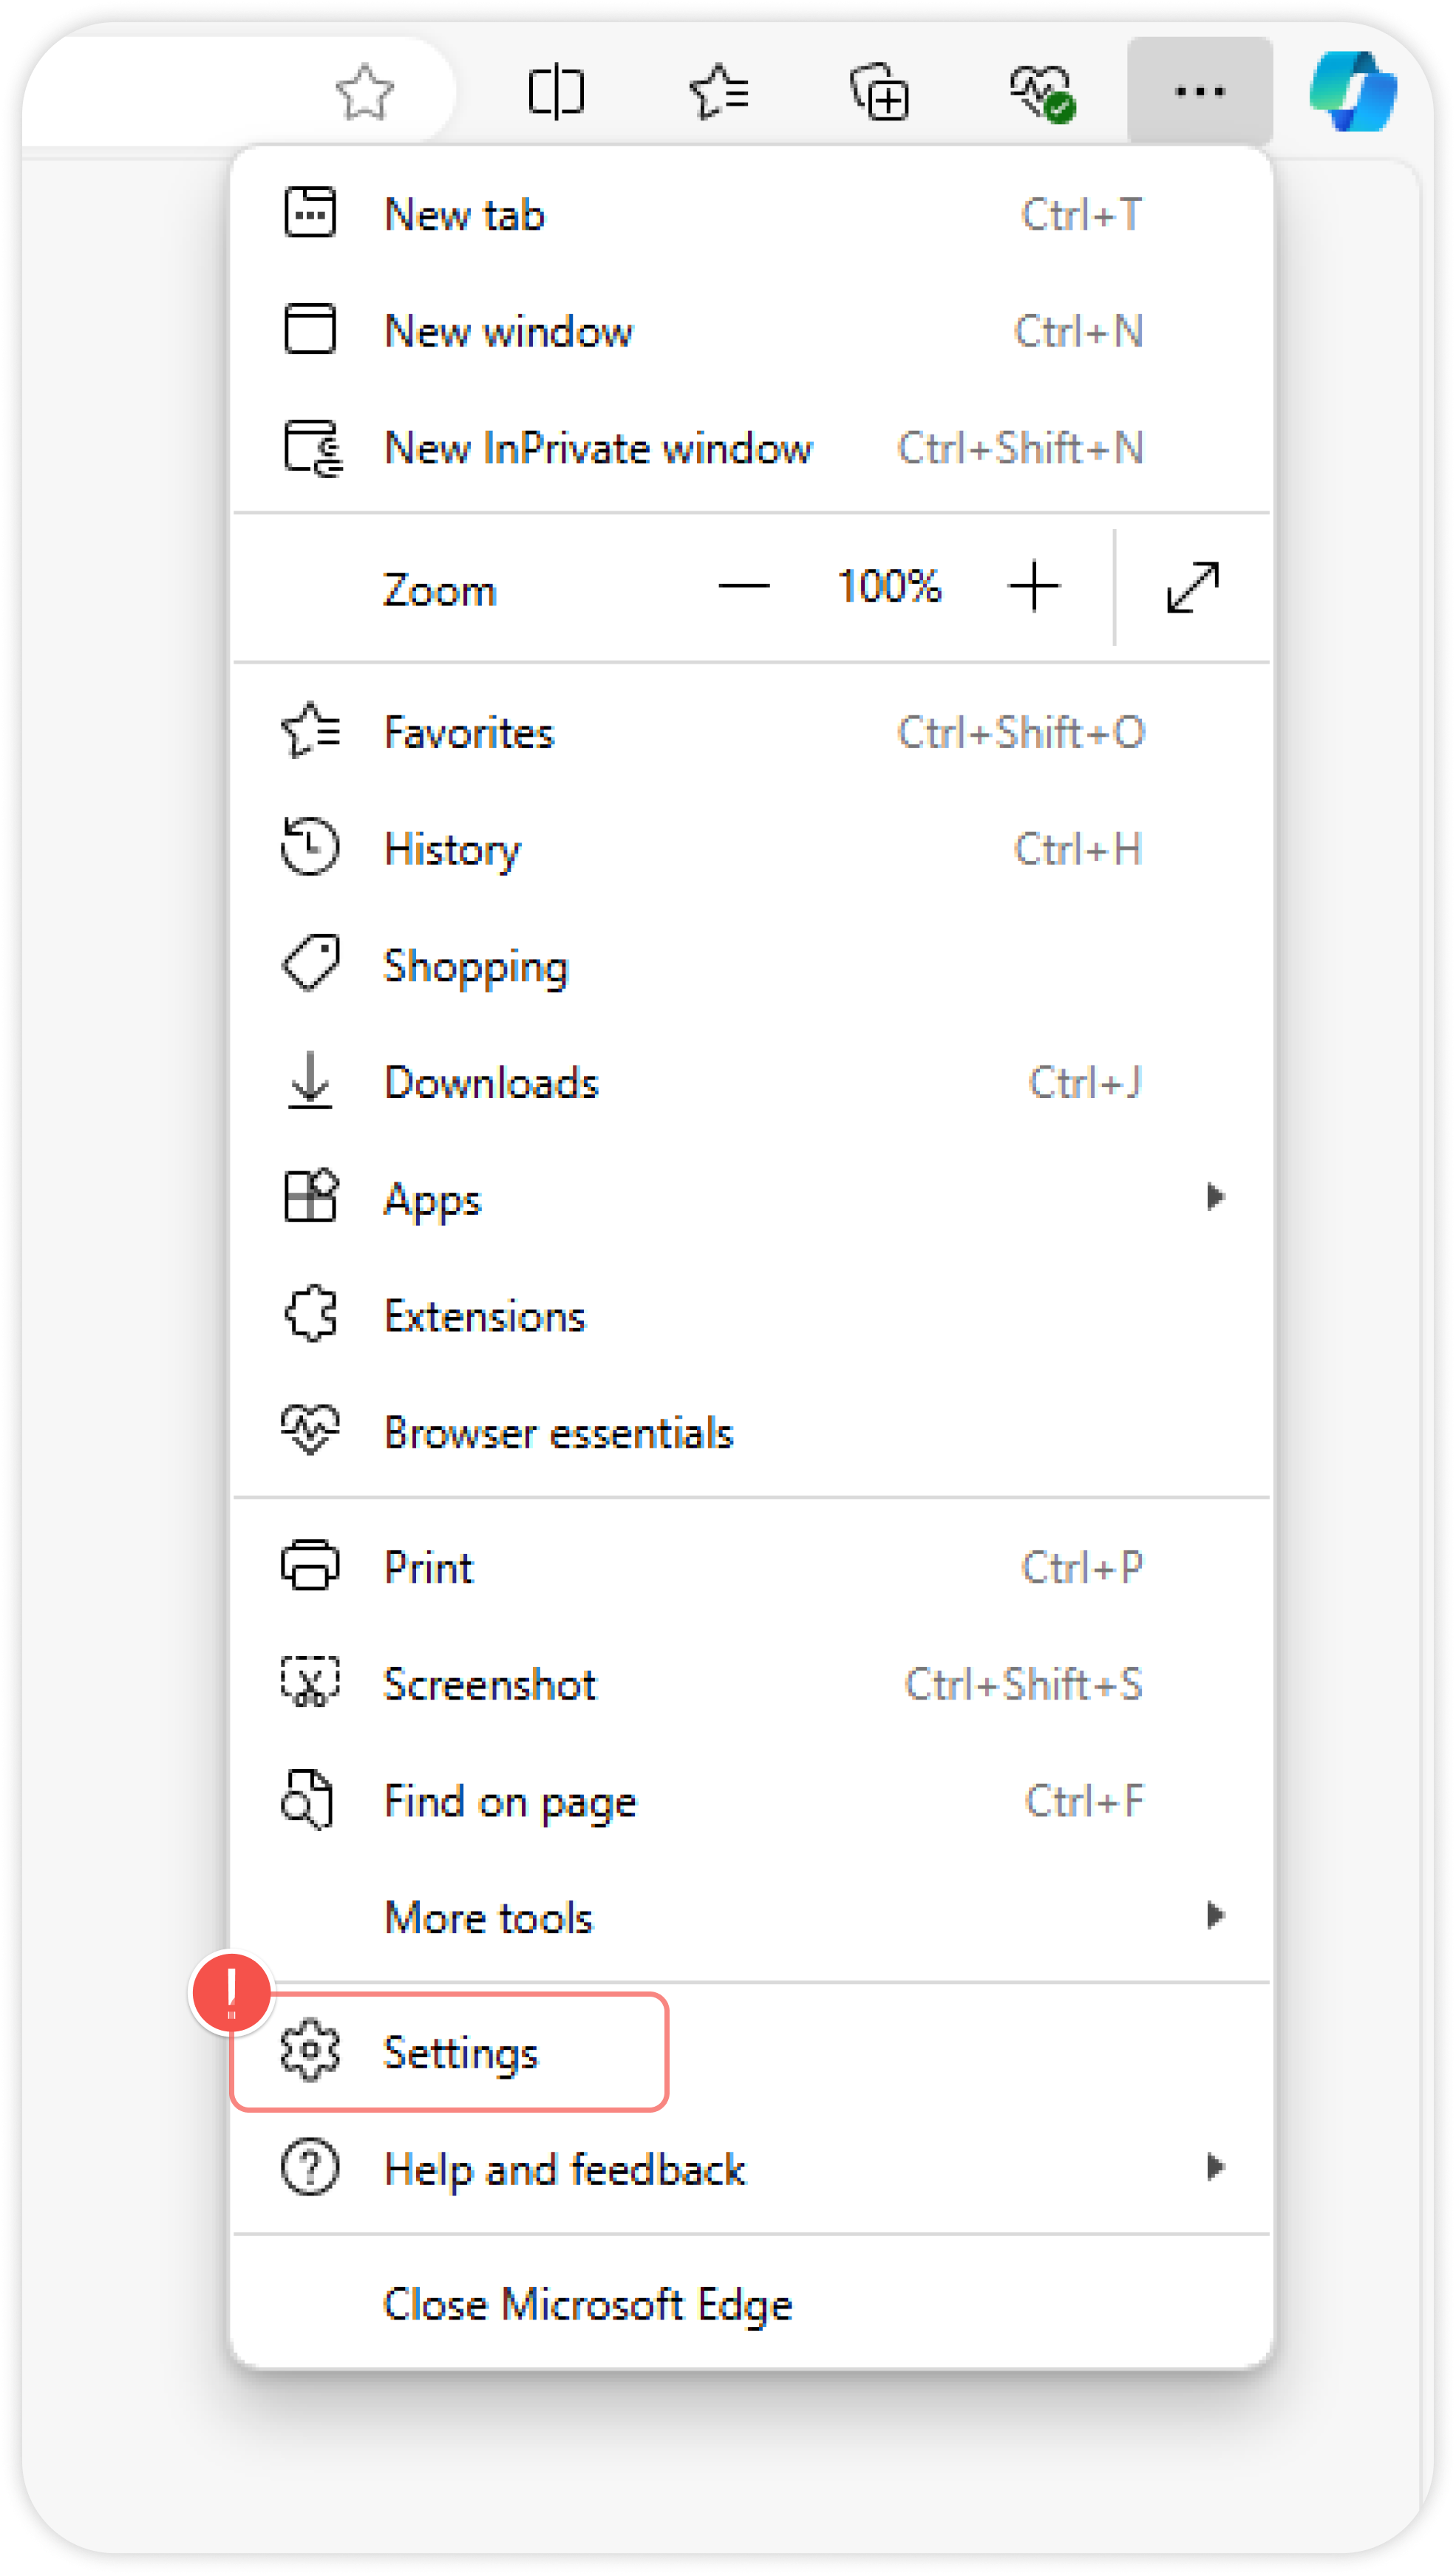 New tab Ctrl+T
New window Ctrl+N
New InPrivate window Ctrl+Shift+N
Zoom 100%
Favorites Ctrl+Shift+O
History Ctrl+H
Shopping
Downloads Ctrl+J
Apps
Extensions
Browser essentials
Print Ctrl+P
Screenshot Ctrl+Shift+S
Find on page Ctrl+F
More tools
Settings
Help and feedback
Close Microsoft Edge